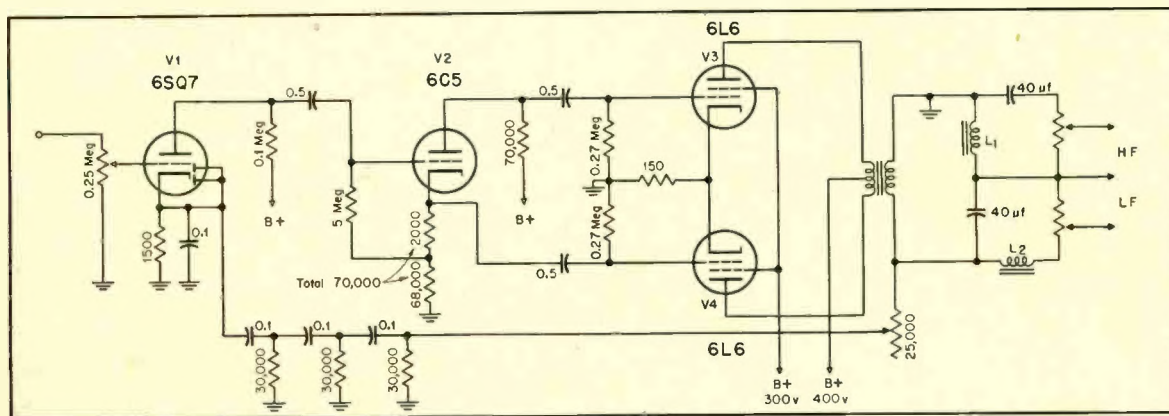 V1
6SQ7
V2
6C5
6L6
V3
0.25 Meg
1500
0.1
0.1 Meg
B+
0.5
5 Meg
2000
Total 70,000
68,000
70,000
B+
0.5
0.5
0.27 Meg
0.27 Meg
150
V4
6L6
B+
300v
B+
400v
40 µf
L1
40 µf
L2
HF
LF
25,000
0.1
0.1
0.1
30,000
30,000
30,000